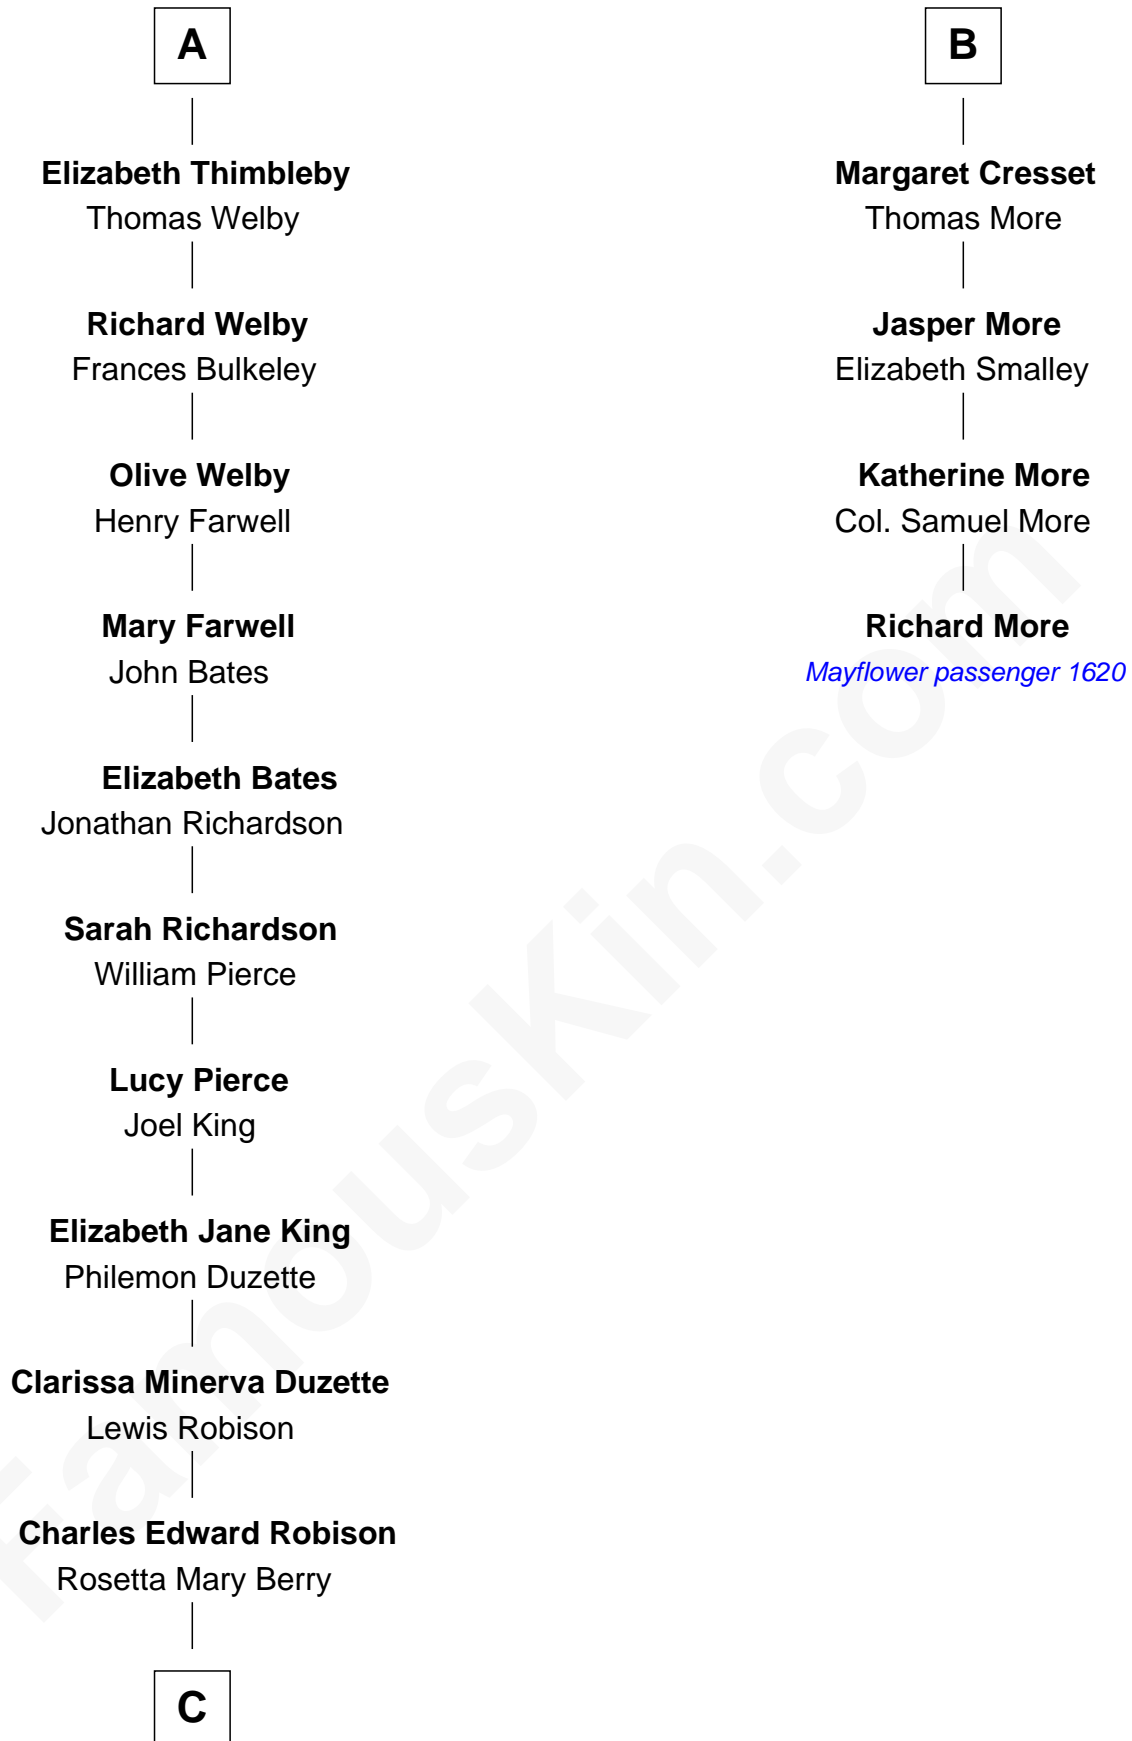 A
Elizabeth Thimbleby
Thomas Welby
Richard Welby
Frances Bulkeley
Olive Welby
Henry Farwell
Mary Farwell
John Bates
Elizabeth Bates
Jonathan Richardson
Sarah Richardson
William Pierce
Lucy Pierce
Joel King
Elizabeth Jane King
Philemon Duzette
Clarissa Minerva Duzette
Lewis Robison
Charles Edward Robison
Rosetta Mary Berry
C
B
Margaret Cresset
Thomas More
Jasper More
Elizabeth Smalley
Katherine More
Col. Samuel More
Richard More
Mayflower passenger 1620
FamousKin.com